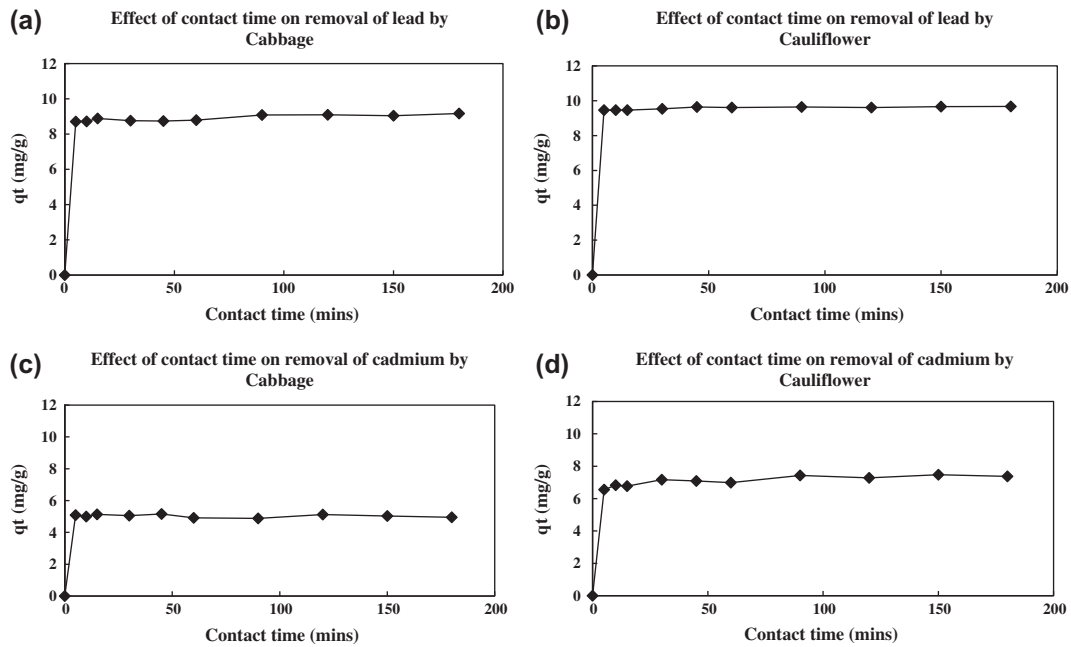 (a)
Effect of contact time on removal of lead by
Cabbage
12
10
8
6
4
2
0
qt (mg/g)
0 50 100 150 200
Contact time (mins)
(b)
Effect of contact time on removal of lead by
Cauliflower
12
10
8
6
4
2
0
qt (mg/g)
0 50 100 150 200
Contact time (mins)
(c)
Effect of contact time on removal of cadmium by
Cabbage
12
10
8
6
4
2
0
qt (mg/g)
0 50 100 150 200
Contact time (mins)
(d)
Effect of contact time on removal of cadmium by
Cauliflower
12
10
8
6
4
2
0
qt (mg/g)
0 50 100 150 200
Contact time (mins)